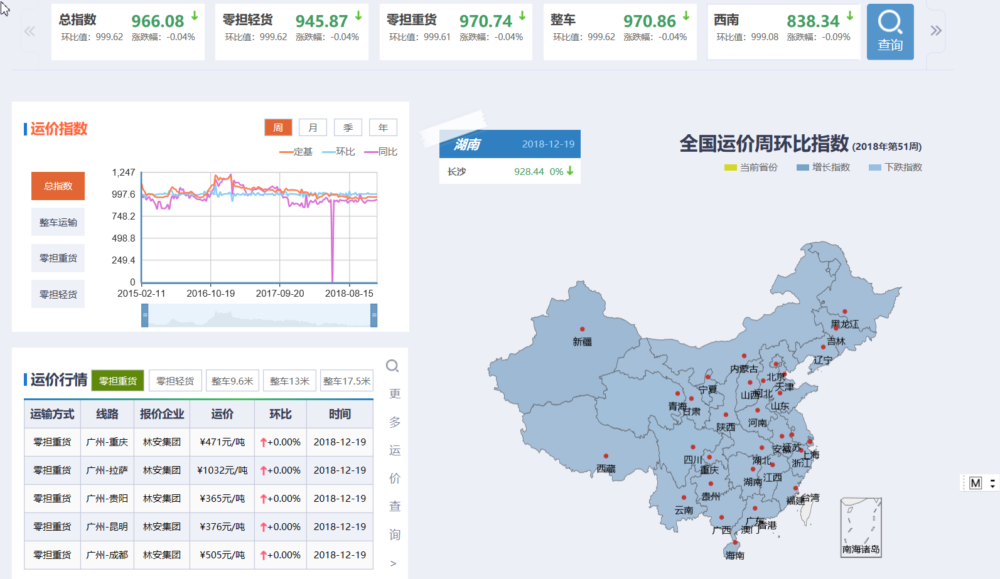 总指数 966.08
环比值：999.62 涨跌幅：-0.04%
零担轻货 945.87
环比值：999.62 涨跌幅：-0.04%
零担重货 970.74
环比值：999.61 涨跌幅：-0.04%
整车 970.86
环比值：999.62 涨跌幅：-0.04%
西南 838.34
环比值：999.08 涨跌幅：-0.09%
查询
运价指数
周 月 季 年
定基 环比 同比
总指数
整车运输
零担重货
零担轻货
1,247
997.6
748.2
498.8
249.4
0
2015-02-11 2016-10-19 2017-09-20 2018-08-15
运价行情 零担重货 零担轻货 整车9.6米 整车13米 整车17.5米
运输方式 线路 报价企业 运价 环比 时间
零担重货 广州-重庆 林安集团 ¥471元/吨 +0.00% 2018-12-19
零担重货 广州-拉萨 林安集团 ¥1032元/吨 +0.00% 2018-12-19
零担重货 广州-贵阳 林安集团 ¥365元/吨 +0.00% 2018-12-19
零担重货 广州-昆明 林安集团 ¥376元/吨 +0.00% 2018-12-19
零担重货 广州-成都 林安集团 ¥505元/吨 +0.00% 2018-12-19
更
多
运
价
查
询
>
湖南 2018-12-19
长沙 928.44 0%
全国运价周环比指数 (2018年第51周)
当前省份 增长指数 下跌指数
黑龙江
吉林
新疆
辽宁
内蒙古
北京
天津
宁夏
山西
河北
山东
青海
甘肃
河南
陕西
安徽
江苏
上海
四川
湖北
浙江
重庆
西藏
江西
湖南
贵州
福建
台湾
云南
广东
香港
广西
澳门
南海诸岛
海南
M